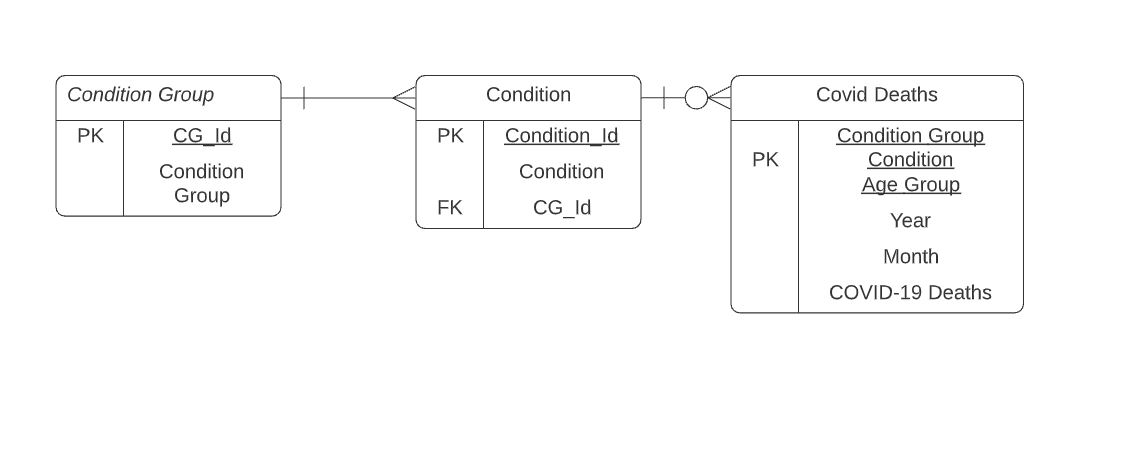 Condition Group
PK CG_Id
Condition
Group
Condition
PK Condition_Id
Condition
FK CG_Id
Covid Deaths
Condition Group
PK Condition
Age Group
Year
Month
COVID-19 Deaths